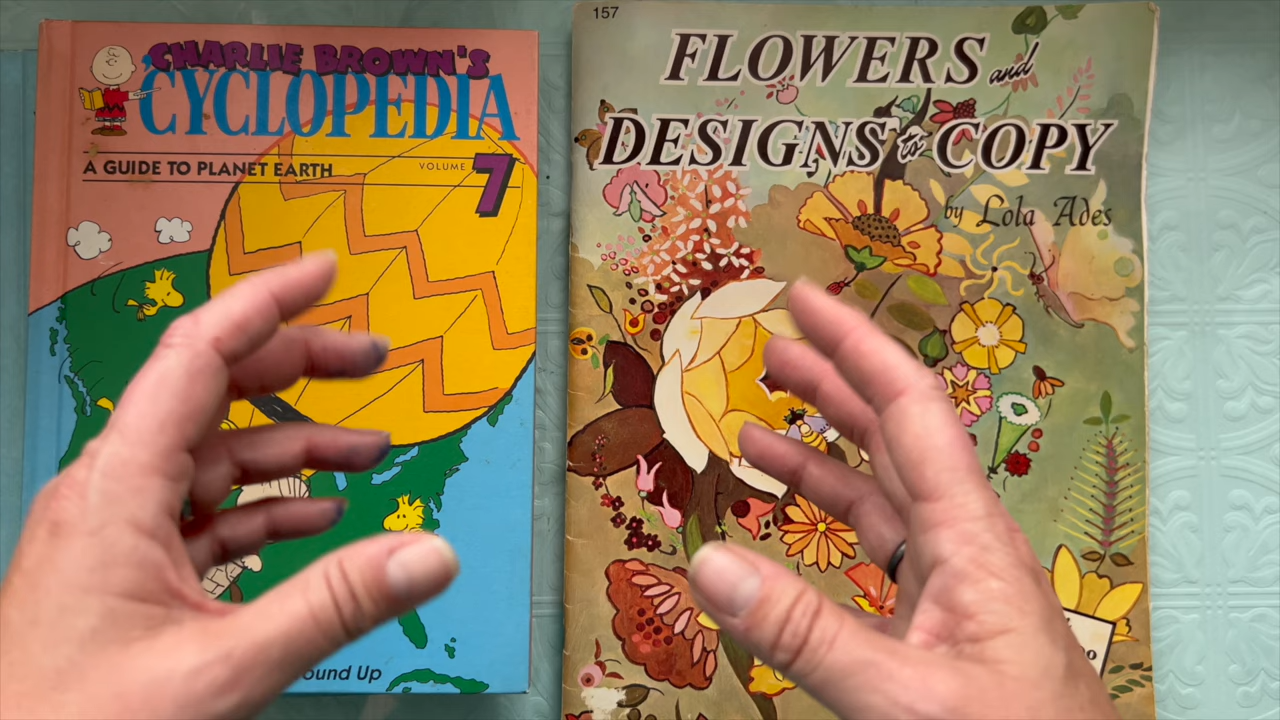 CHARLIE BROWN'S
'CYCLOPEDIA
A GUIDE TO PLANET EARTH
VOLUME 7
157
FLOWERS and
DESIGNS to COPY
by Lola Ades
Up